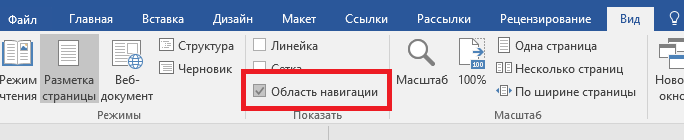 Файл Главная Вставка Дизайн Макет Ссылки Рассылки Рецензирование Вид
Режим чтения
Разметка страницы
Веб-документ
Структура
Черновик
Режимы
Линейка
Сетка
Область навигации
Показать
Масштаб
100%
100
Одна страница
Несколько страниц
По ширине страницы
Масштаб
Ново
окно